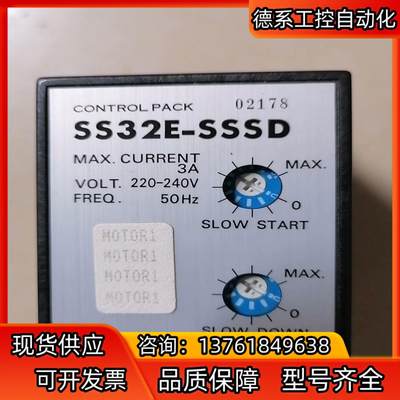 德系工控自动化
CONTROL PACK 02178
SS32E-SSSD
MAX. CURRENT
3A
VOLT. 220-240V
FREQ. 50Hz
MAX.
0
SLOW START
MOTOR1
MOTOR1
MOTOR1
MOTOR1
MAX.
0
SLOW DOWN
现货供应
咨询：13761849638
可开发票
品质保障
型号齐全